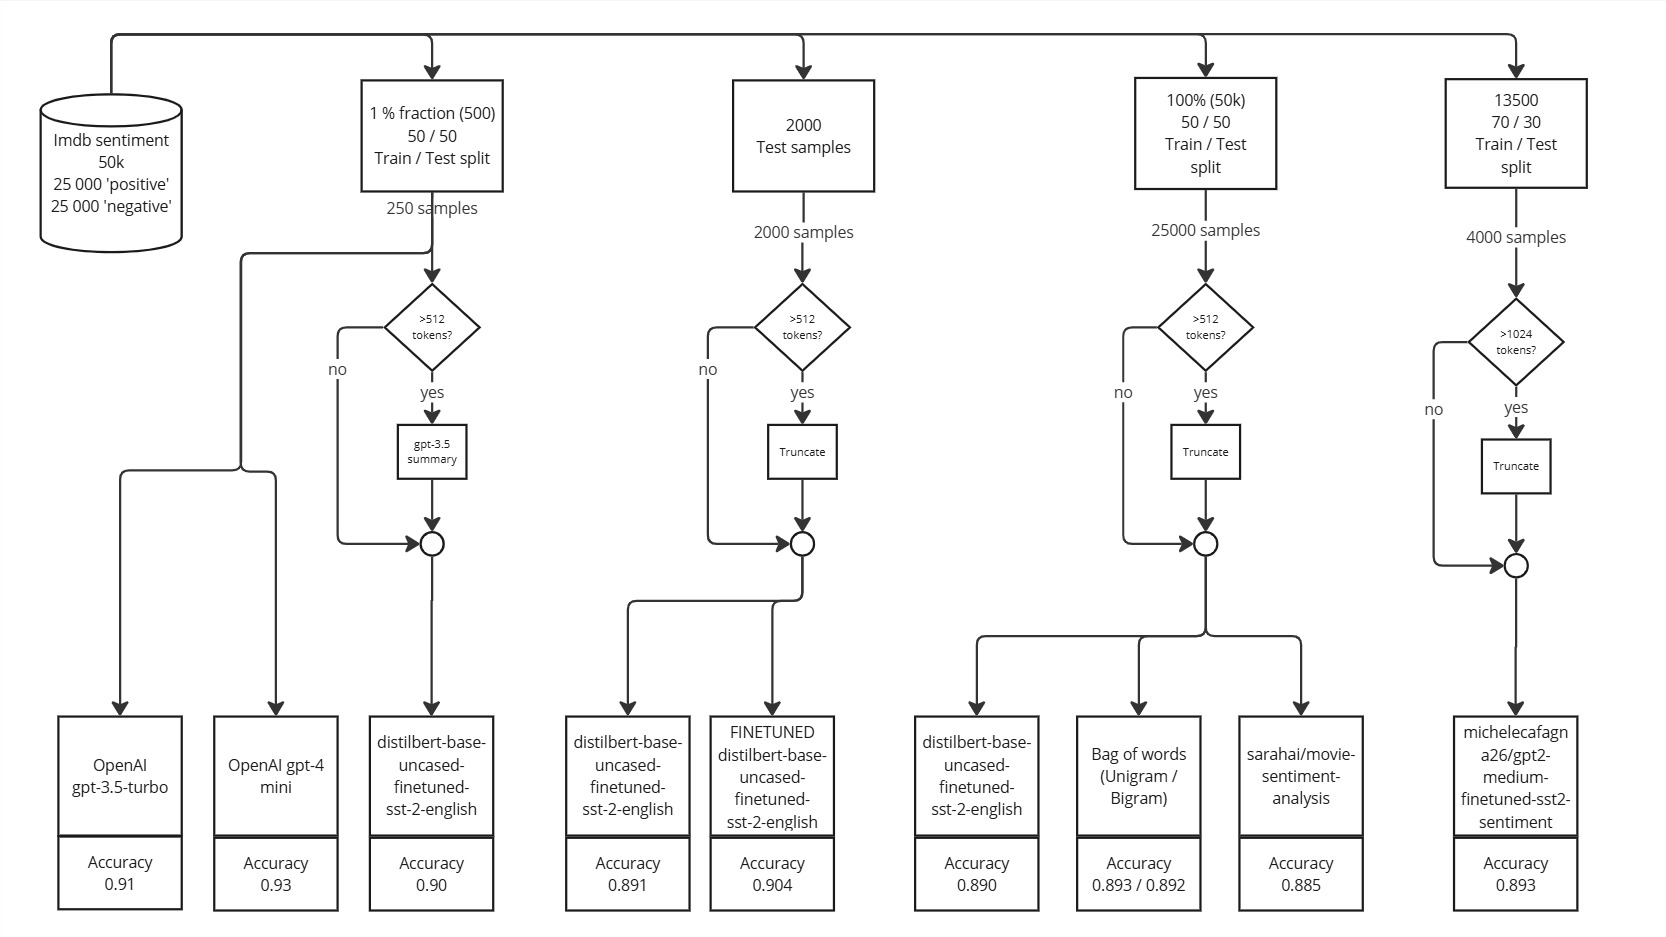 Imdb sentiment
50k
25 000 'positive'
25 000 'negative'
1 % fraction (500)
50 / 50
Train / Test split
250 samples
>512
tokens?
no
yes
gpt-3.5
summary
2000
Test samples
2000 samples
>512
tokens?
no
yes
Truncate
100% (50k)
50 / 50
Train / Test
split
25000 samples
>512
tokens?
no
yes
Truncate
13500
70 / 30
Train / Test
split
4000 samples
>1024
tokens?
no
yes
Truncate
OpenAI
gpt-3.5-turbo
Accuracy
0.91
OpenAI gpt-4
mini
Accuracy
0.93
distilbert-base-
uncased-
finetuned-
sst-2-english
Accuracy
0.90
distilbert-base-
uncased-
finetuned-
sst-2-english
Accuracy
0.891
FINETUNED
distilbert-base-
uncased-
finetuned-
sst-2-english
Accuracy
0.904
distilbert-base-
uncased-
finetuned-
sst-2-english
Accuracy
0.890
Bag of words
(Unigram /
Bigram)
Accuracy
0.893 / 0.892
sarahai/movie-
sentiment-
analysis
Accuracy
0.885
michelecafagn
a26/gpt2-
medium-
finetuned-sst2-
sentiment
Accuracy
0.893